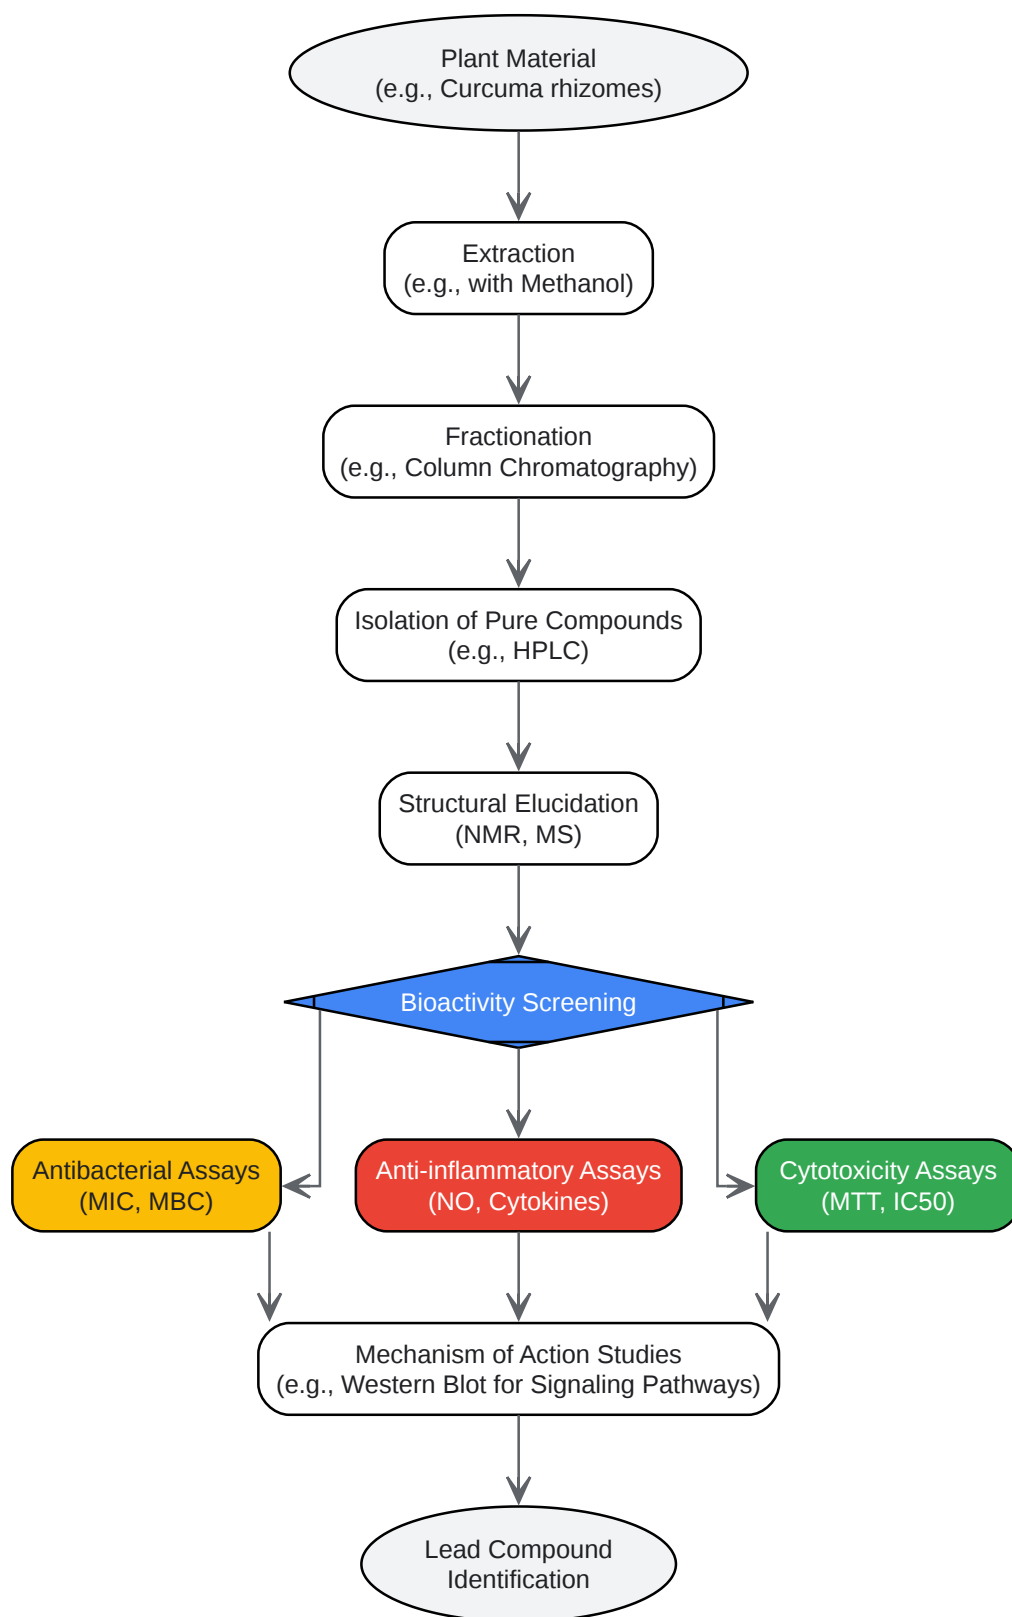 Plant Material
(e.g., Curcuma rhizomes)
Extraction
(e.g., with Methanol)
Fractionation
(e.g., Column Chromatography)
Isolation of Pure Compounds
(e.g., HPLC)
Structural Elucidation
(NMR, MS)
Bioactivity Screening
Antibacterial Assays
(MIC, MBC)
Anti-inflammatory Assays
(NO, Cytokines)
Cytotoxicity Assays
(MTT, IC50)
Mechanism of Action Studies
(e.g., Western Blot for Signaling Pathways)
Lead Compound
Identification